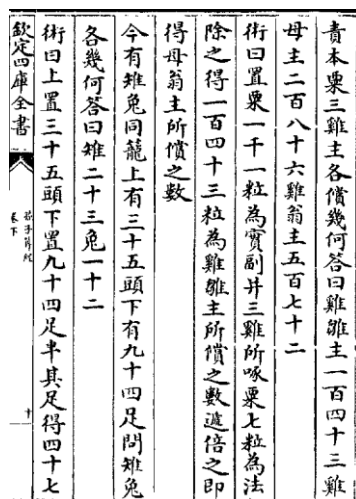 責本粟三雞主各償幾何答曰雞雛主一百四十三雞
母主二百八十六雞翁主五百七十二
術曰置粟一千一粒為實副并三雞所啄粟七粒為法
除之得一百四十三粒為雞雛主所償之數遞倍之即
得母翁主所償之數
今有雉兔同籠上有三十五頭下有九十四足問雉兔
各幾何答曰雉二十三兔一十二
術曰上置三十五頭下置九十四足半其足得四十七
欽定四庫全書
孫子算經
卷下
十